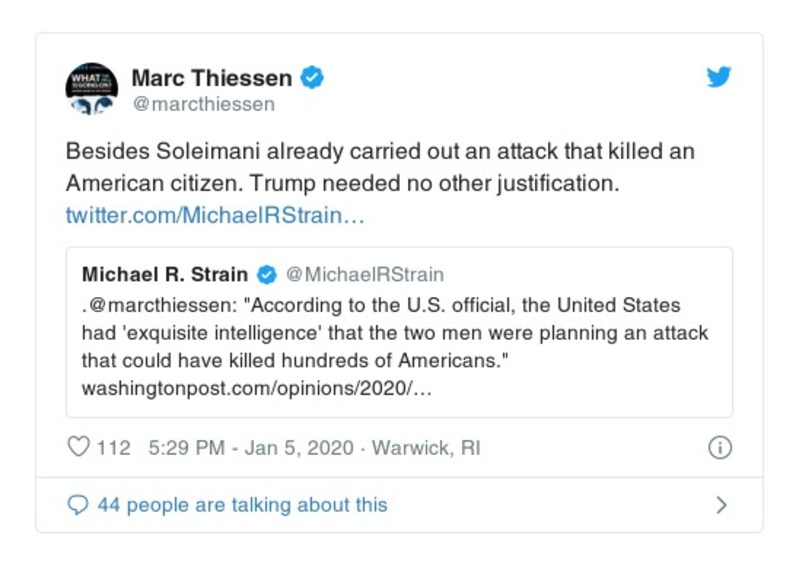 WHAT THE
IS GOING ON?
Marc Thiessen
@marcthiessen
Besides Soleimani already carried out an attack that killed an
American citizen. Trump needed no other justification.
twitter.com/MichaelRStrain…
Michael R. Strain @MichaelRStrain
.@marcthiessen: "According to the U.S. official, the United States
had 'exquisite intelligence' that the two men were planning an attack
that could have killed hundreds of Americans."
washingtonpost.com/opinions/2020/…
112 5:29 PM - Jan 5, 2020 · Warwick, RI
44 people are talking about this